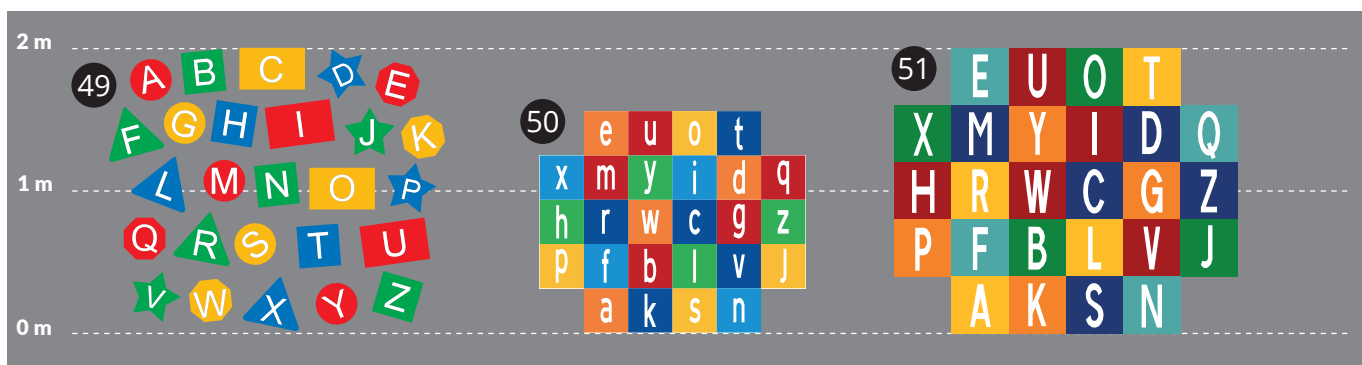 2 m
49
A B C D E
F G H I J K
1 m
L M N O P
Q R S T U
V W X Y Z
0 m
50
e u o t
x m y i d q
h r w c g z
p f b l v J
a k s n
51
E U O T
X M Y I D Q
H R W C G Z
P F B L V J
A K S N